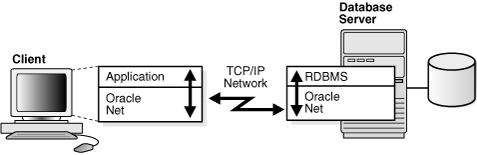 Database
Server
Client
TCP/IP
Network
Application
Oracle
Net
RDBMS
Oracle
Net